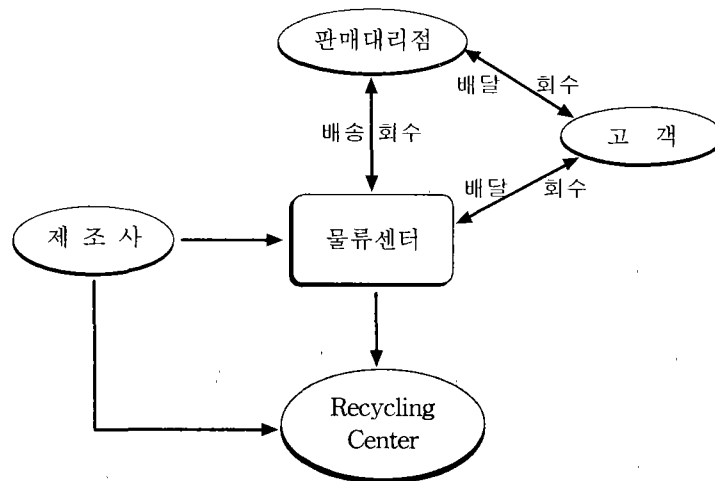 판매대리점
배달 회수
배송 회수
고 객
배달 회수
제 조 사
물류센터
Recycling
Center